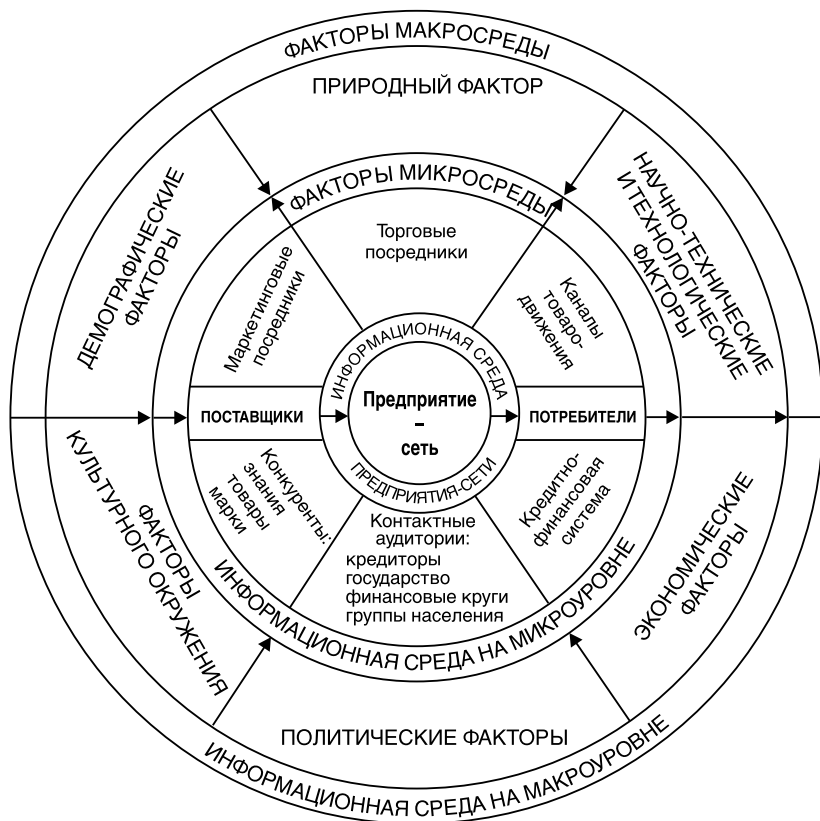 ФАКТОРЫ МАКРОСРЕДЫ
ПРИРОДНЫЙ ФАКТОР
ДЕМОГРАФИЧЕСКИЕ
ФАКТОРЫ
НАУЧНО-ТЕХНИЧЕСКИЕ
И ТЕХНОЛОГИЧЕСКИЕ
ФАКТОРЫ
ФАКТОРЫ МИКРОСРЕДЫ
Торговые
посредники
Маркетинговые
посредники
Каналы
товаро-
движения
ИНФОРМАЦИОННАЯ СРЕДА
ПОСТАВЩИКИ
Предприятие
–
сеть
ПОТРЕБИТЕЛИ
ПРЕДПРИЯТИЯ-СЕТИ
Конкуренты:
знания
товары
марки
Контактные
аудитории:
кредиторы
государство
финансовые круги
группы населения
Кредитно-
финансовая
система
ИНФОРМАЦИОННАЯ СРЕДА НА МИКРОУРОВНЕ
ФАКТОРЫ
КУЛЬТУРНОГО ОКРУЖЕНИЯ
ЭКОНОМИЧЕСКИЕ
ФАКТОРЫ
ПОЛИТИЧЕСКИЕ ФАКТОРЫ
ИНФОРМАЦИОННАЯ СРЕДА НА МАКРОУРОВНЕ